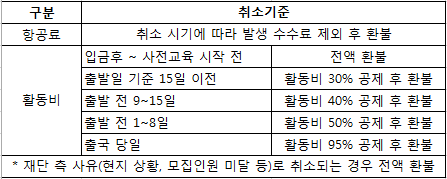 구분 취소기준
항공료 취소 시기에 따라 발생 수수료 제외 후 환불
활동비 입금후 ~ 사전교육 시작 전 전액 환불
출발일 기준 15일 이전 활동비 30% 공제 후 환불
출발 전 9~15일 활동비 40% 공제 후 환불
출발 전 1~8일 활동비 50% 공제 후 환불
출국 당일 활동비 95% 공제 후 환불
* 재단 측 사유(현지 상황, 모집인원 미달 등)로 취소되는 경우 전액 환불